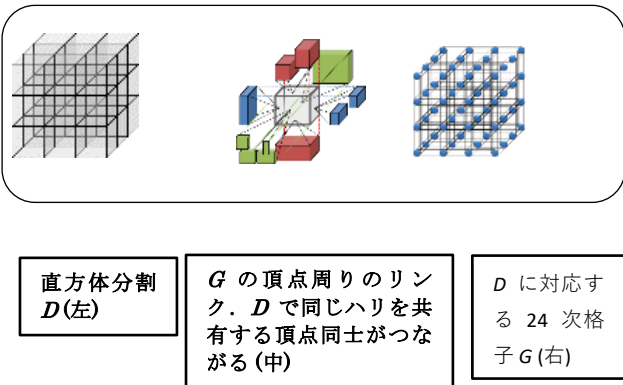 直方体分割
D(左)
G の頂点周りのリン
ク．D で同じハリを共
有する頂点同士がつな
がる(中)
D に対応す
る 24 次格
子 G (右)